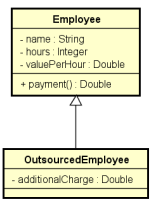 Employee
- name : String
- hours : Integer
- valuePerHour : Double
+ payment() : Double
OutsourcedEmployee
- additionalCharge : Double